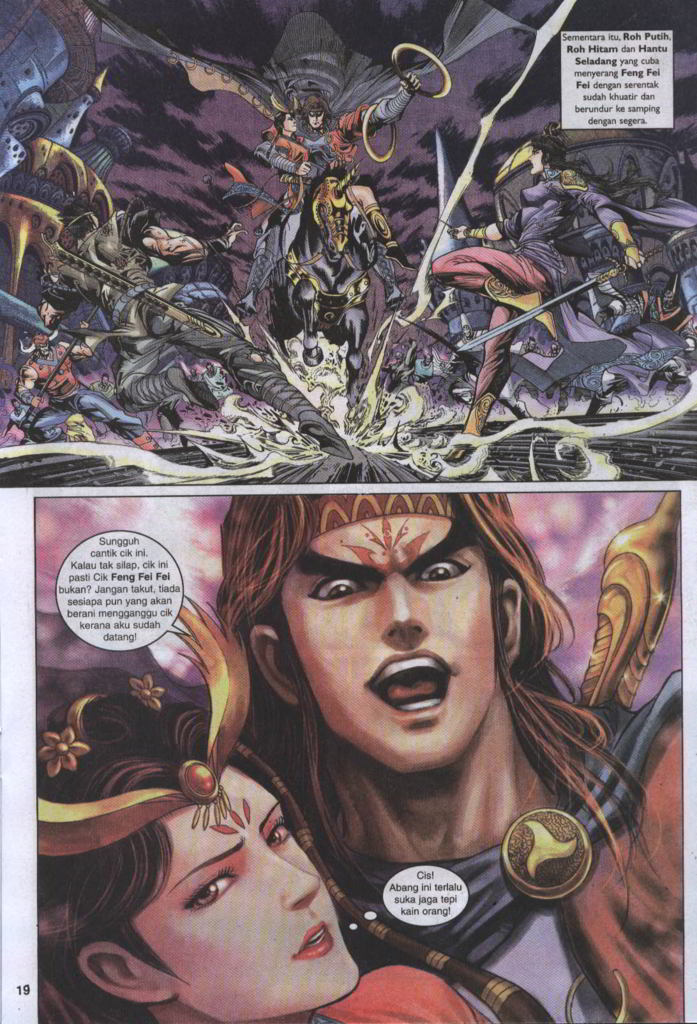 Sementara itu, Roh Putih,
Roh Hitam dan Hantu
Seladang yang cuba
menyerang Feng Fei
Fei dengan serentak
sudah khuatir dan
berundur ke samping
dengan segera.
Sungguh
cantik cik ini.
Kalau tak silap, cik ini
pasti Cik Feng Fei Fei
bukan? Jangan takut, tiada
sesiapa pun yang akan
berani mengganggu cik
kerana aku sudah
datang!
Cis!
Abang ini terlalu
suka jaga tepi
kain orang!
19